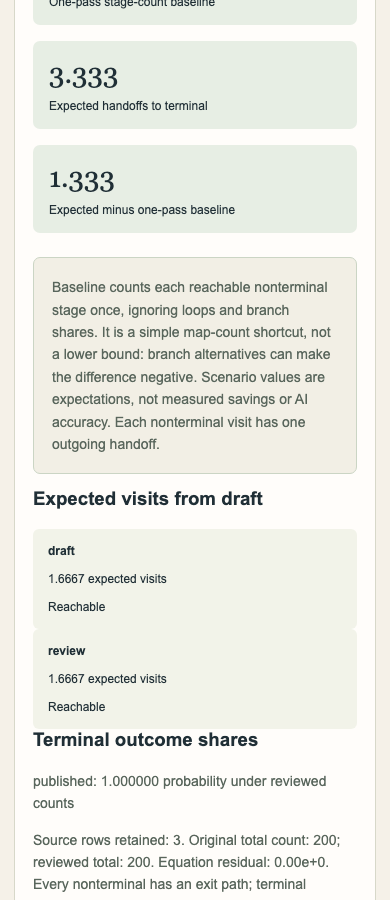 One-pass stage-count baseline
3.333
Expected handoffs to terminal
1.333
Expected minus one-pass baseline
Baseline counts each reachable nonterminal
stage once, ignoring loops and branch
shares. It is a simple map-count shortcut, not
a lower bound: branch alternatives can make
the difference negative. Scenario values are
expectations, not measured savings or AI
accuracy. Each nonterminal visit has one
outgoing handoff.
Expected visits from draft
draft
1.6667 expected visits
Reachable
review
1.6667 expected visits
Reachable
Terminal outcome shares
published: 1.000000 probability under reviewed
counts
Source rows retained: 3. Original total count: 200;
reviewed total: 200. Equation residual: 0.00e+0.
Every nonterminal has an exit path; terminal